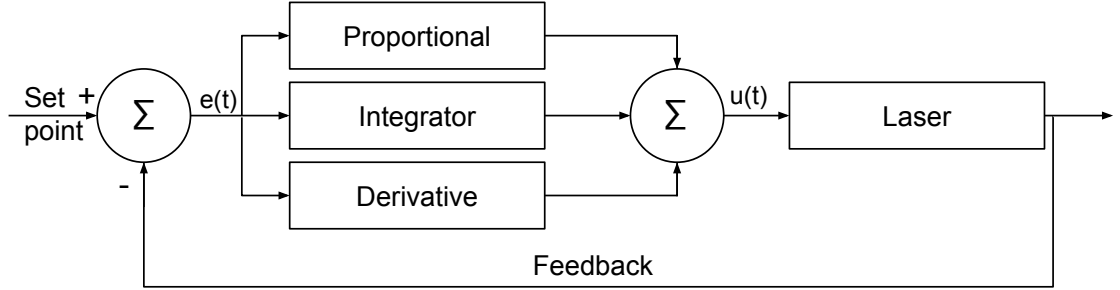 Proportional
Set +
point
Σ
e(t)
Integrator
Σ
u(t)
Laser
-
Derivative
Feedback